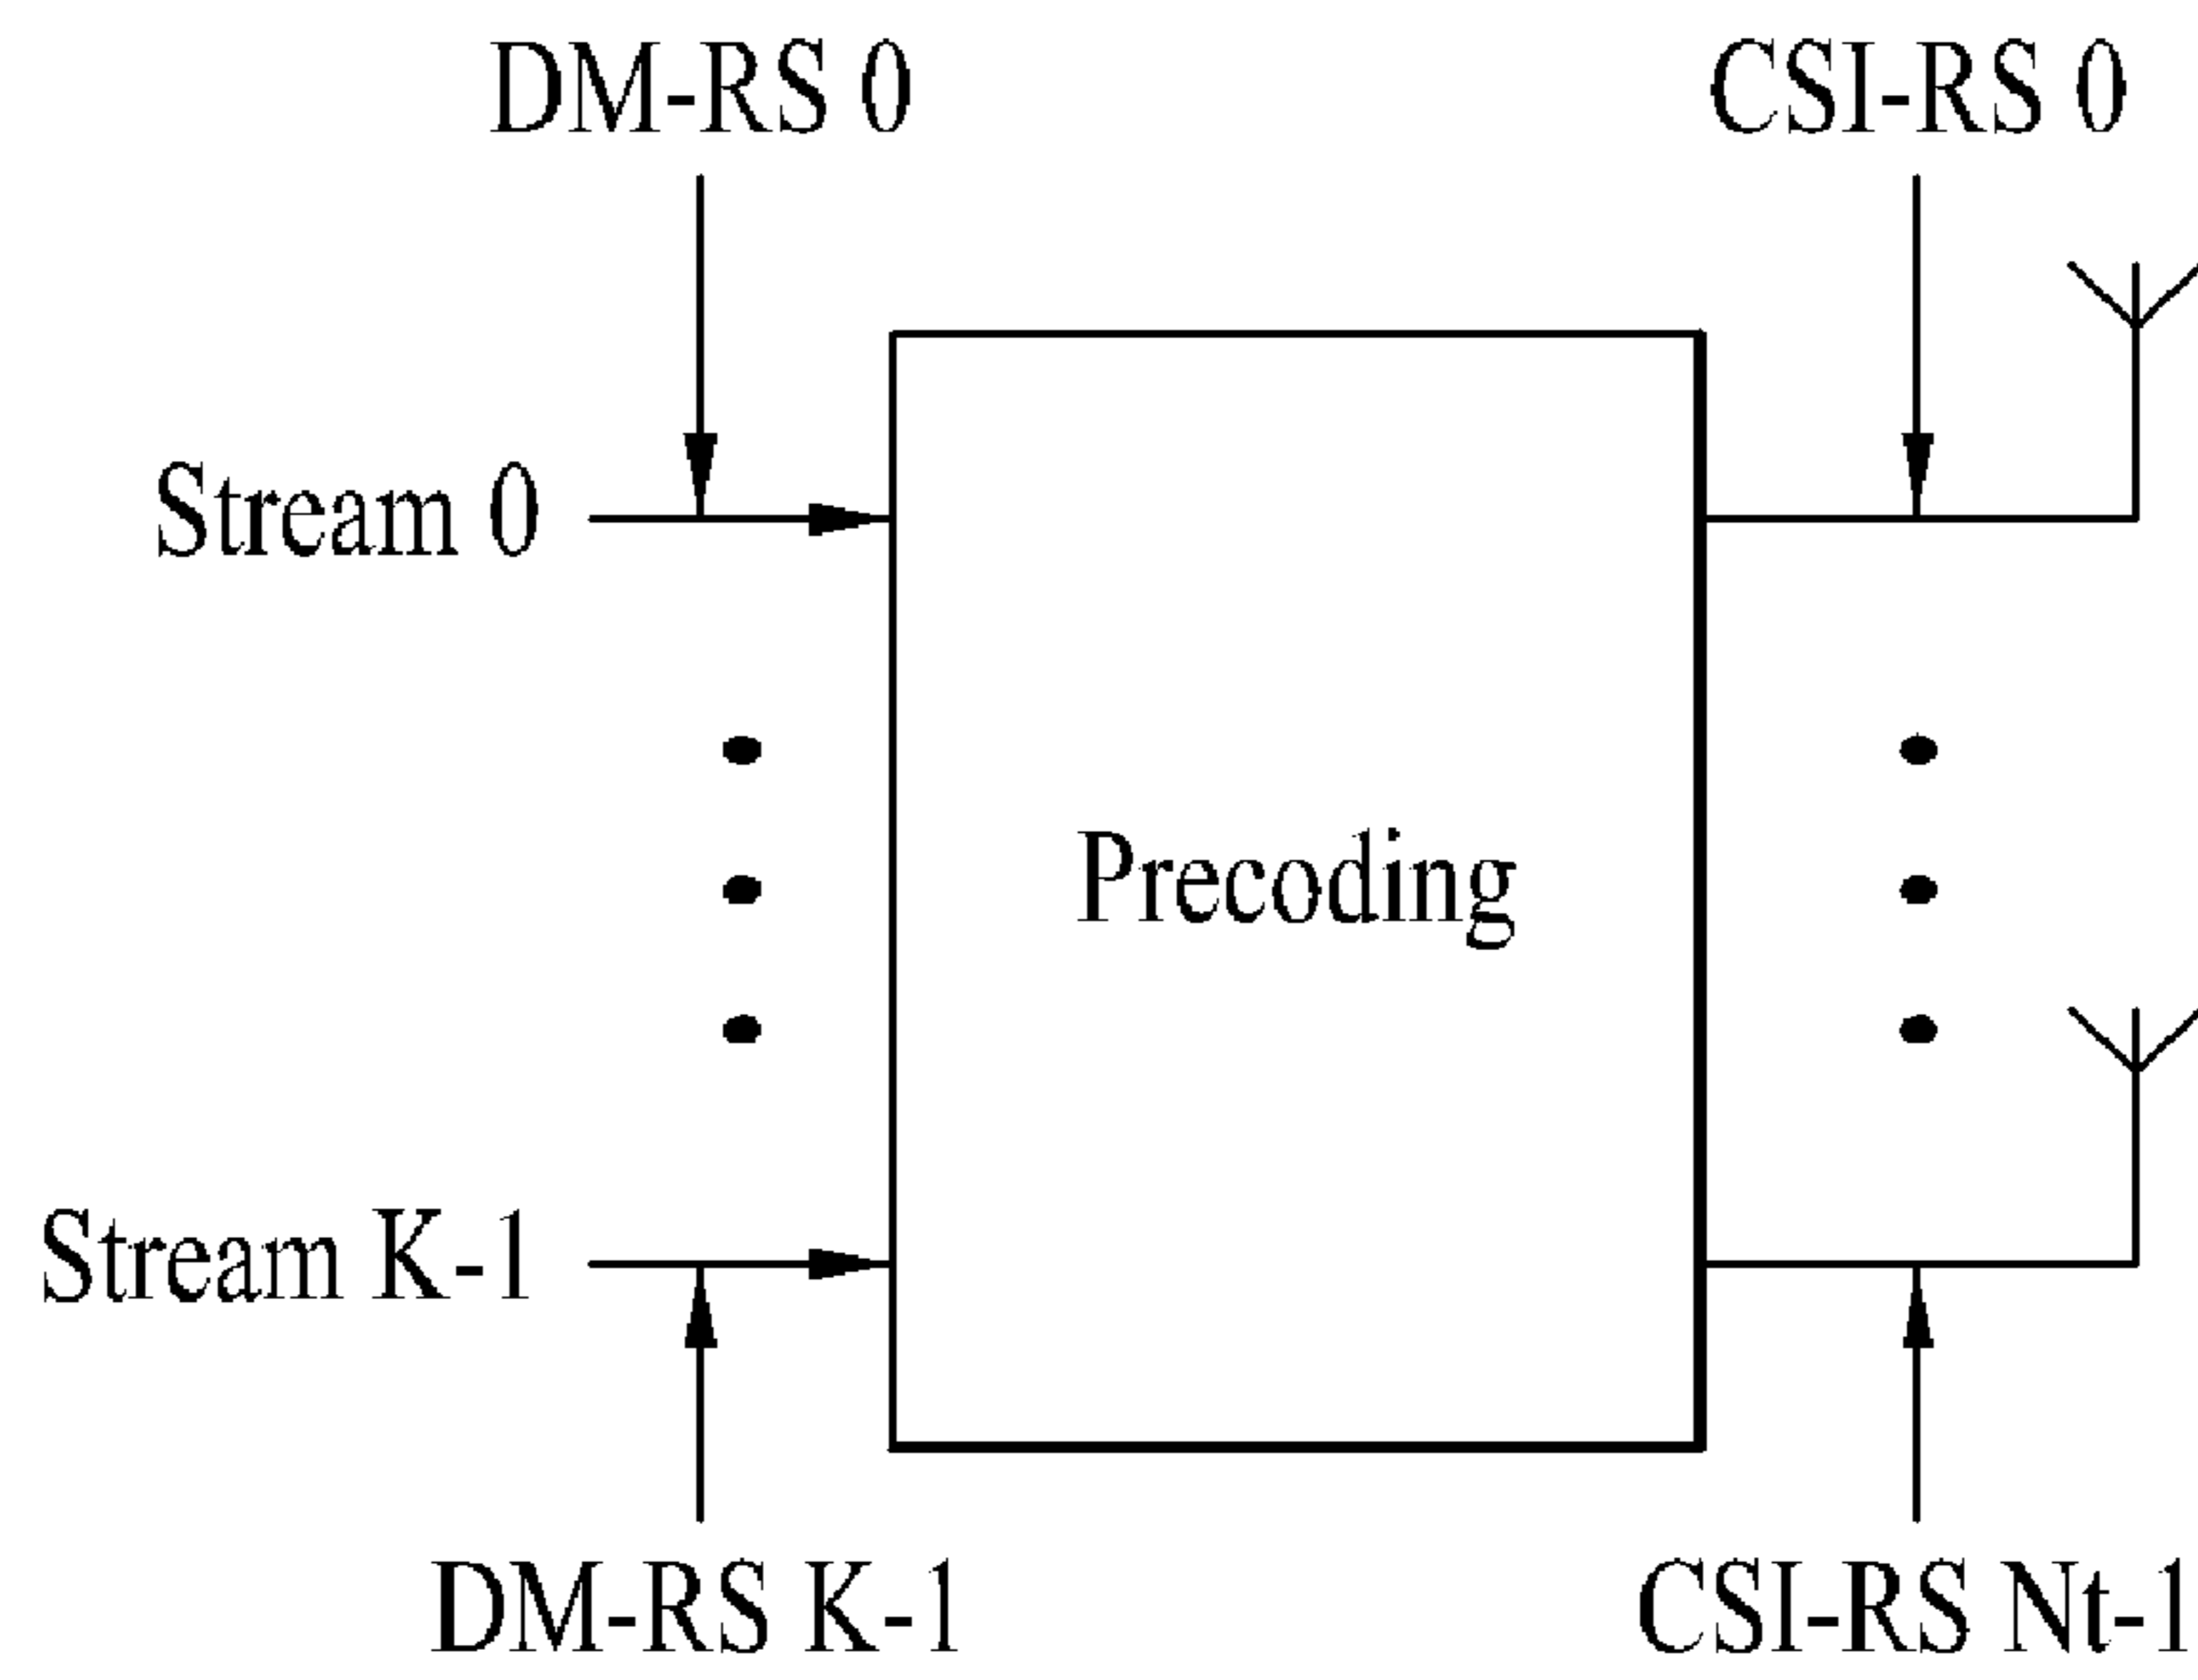 DM-RS 0
CSI-RS 0
Stream 0
Precoding
Stream K-1
DM-RS K-1
CSI-RS Nt-1